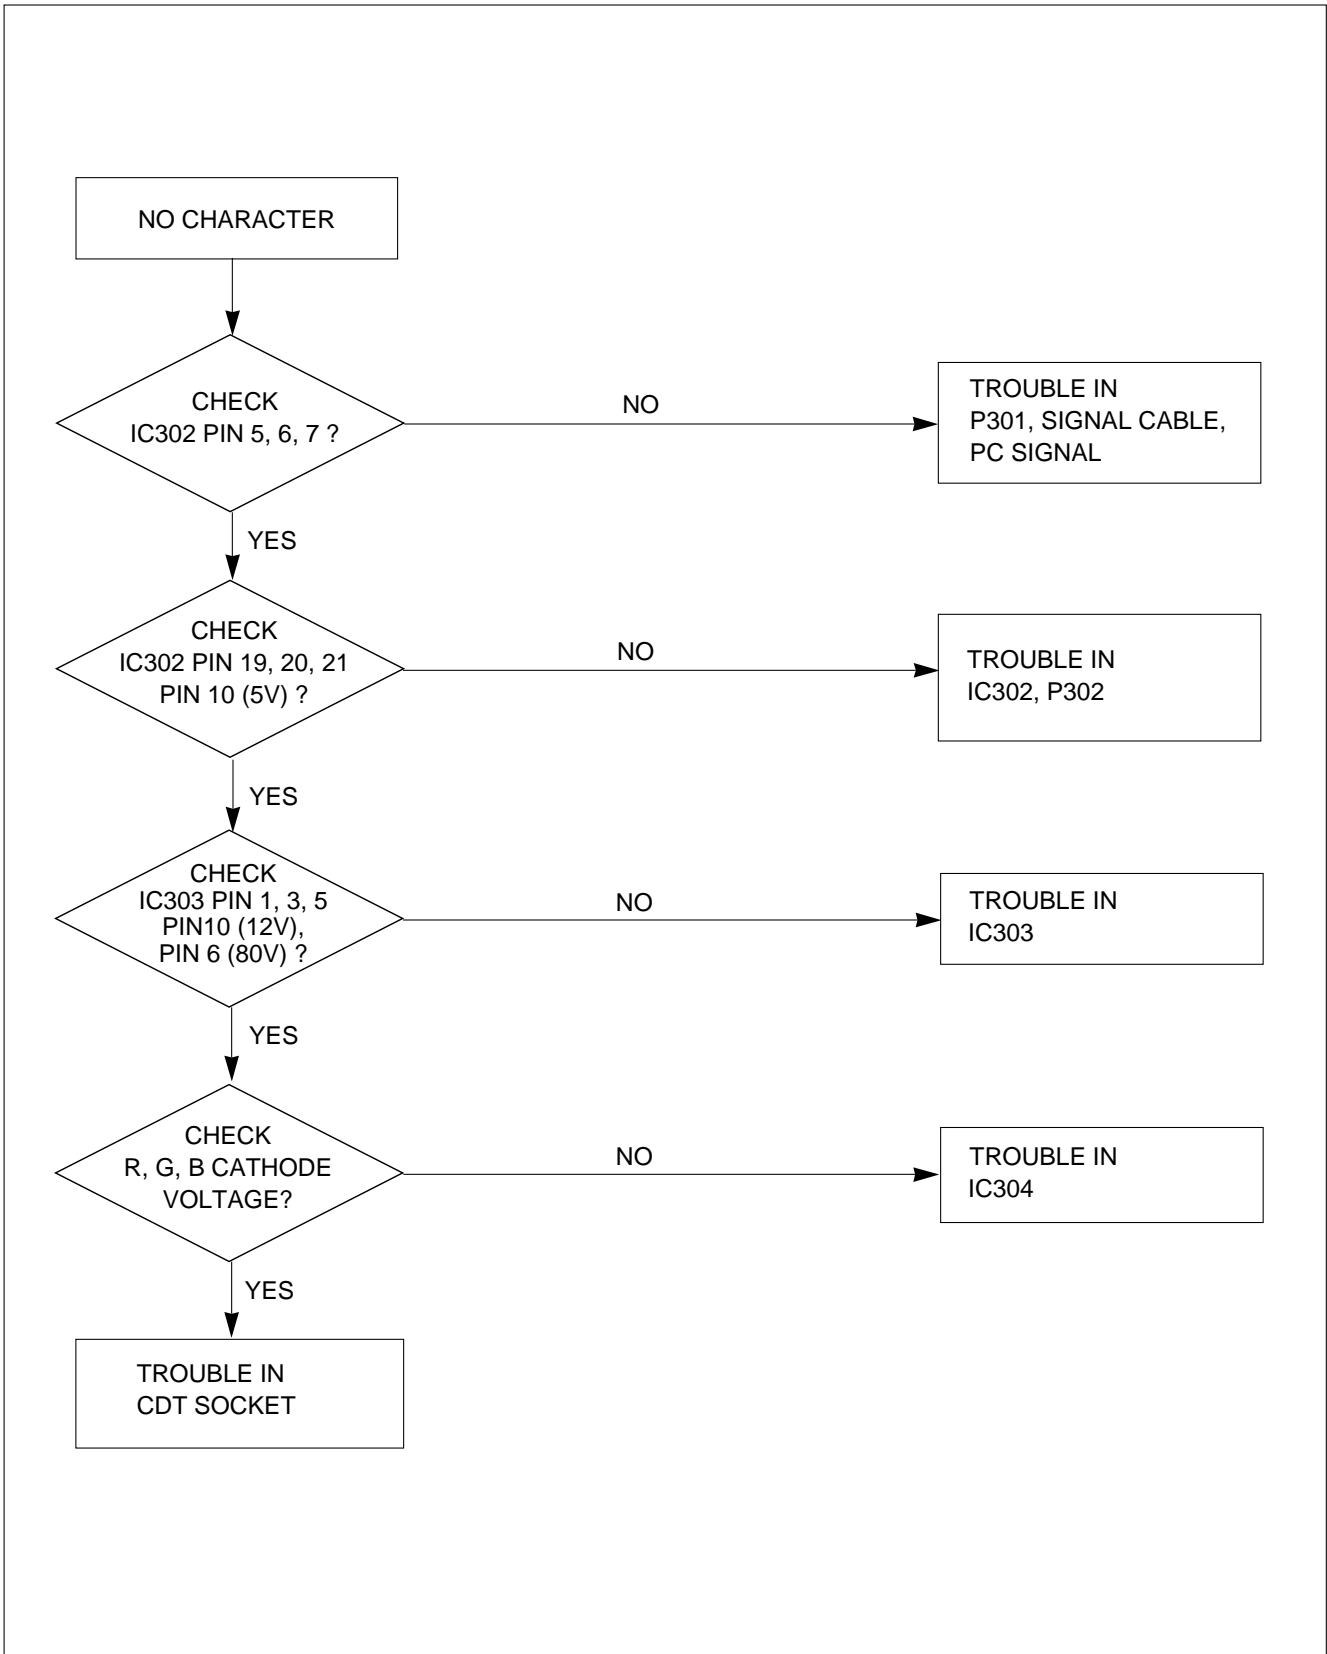 NO CHARACTER
CHECK
IC302 PIN 5, 6, 7 ?
NO
TROUBLE IN
P301, SIGNAL CABLE,
PC SIGNAL
YES
CHECK
IC302 PIN 19, 20, 21
PIN 10 (5V) ?
NO
TROUBLE IN
IC302, P302
YES
CHECK
IC303 PIN 1, 3, 5
PIN10 (12V),
PIN 6 (80V) ?
NO
TROUBLE IN
IC303
YES
CHECK
R, G, B CATHODE
VOLTAGE?
NO
TROUBLE IN
IC304
YES
TROUBLE IN
CDT SOCKET